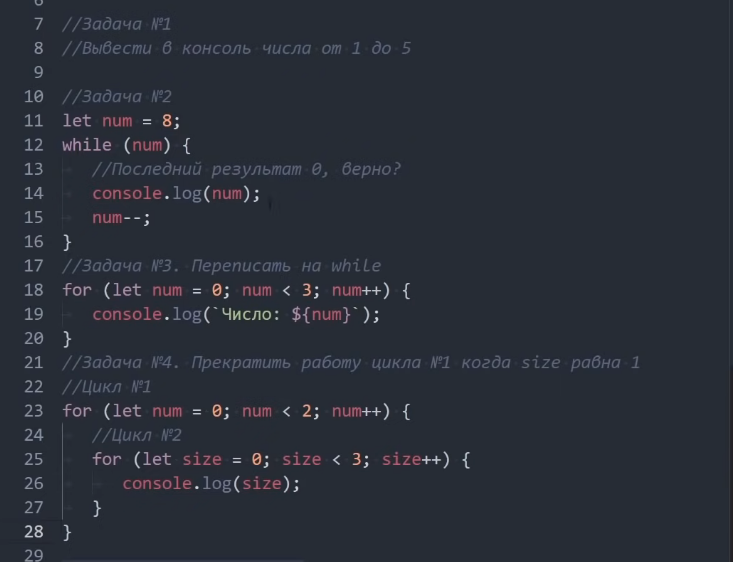 6
7 //Задача №1
8 //Вывести в консоль числа от 1 до 5
9
10 //Задача №2
11 let num = 8;
12 while (num) {
13 //Последний результат 0, верно?
14 console.log(num);
15 num--;
16 }
17 //Задача №3. Переписать на while
18 for (let num = 0; num < 3; num++) {
19 console.log(`Число: ${num}`);
20 }
21 //Задача №4. Прекратить работу цикла №1 когда size равна 1
22 //Цикл №1
23 for (let num = 0; num < 2; num++) {
24 //Цикл №2
25 for (let size = 0; size < 3; size++) {
26 console.log(size);
27 }
28 }
29